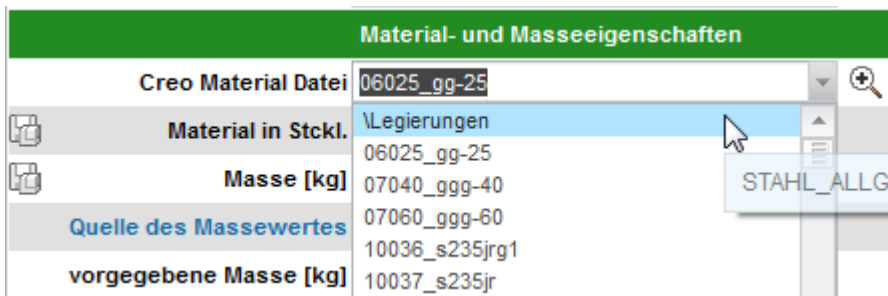 Material- und Masseeigenschaften
Creo Material Datei 06025_gg-25
Material in Stckl. \Legierungen
06025_gg-25
Masse [kg] 07040_ggg-40 STAHL_ALLG
Quelle des Massewertes 07060_ggg-60
10036_s235jrg1
vorgegebene Masse [kg] 10037_s235jr